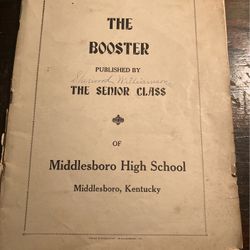 THE
BOOSTER
PUBLISHED BY
THE SENIOR CLASS
OF
Middlesboro High School
Middlesboro, Kentucky